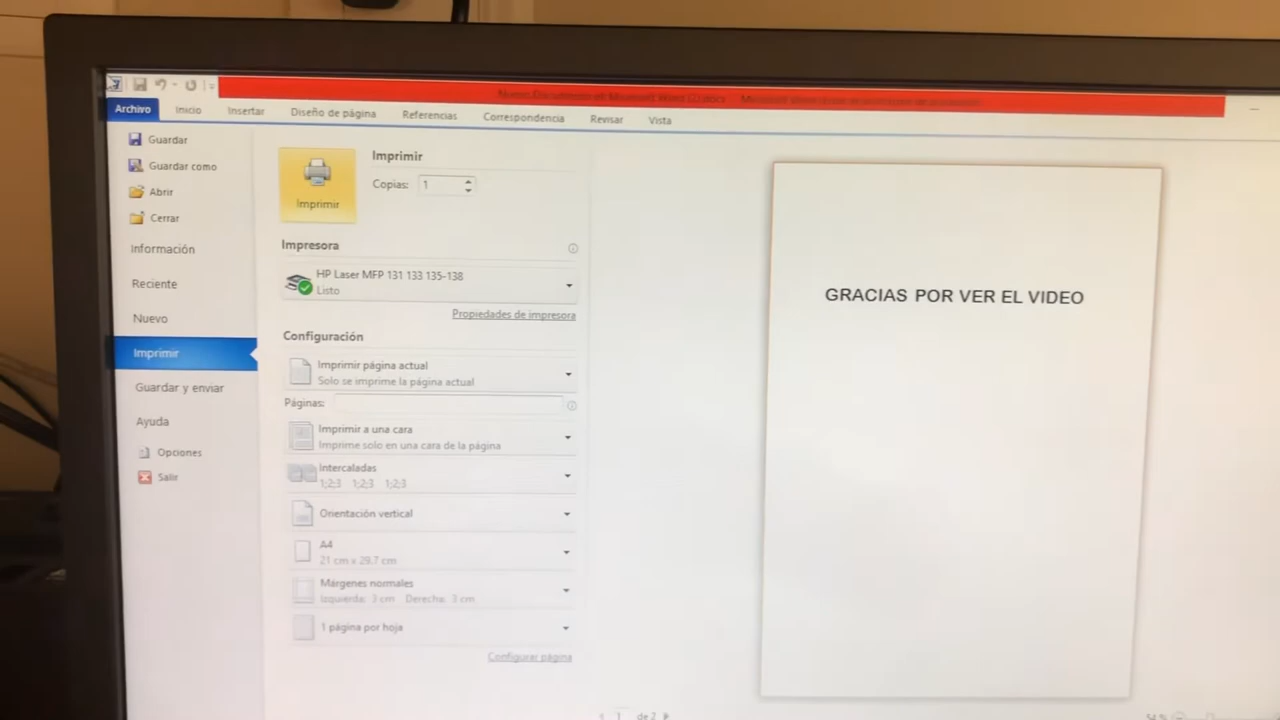 Archivo Inicio Insertar Diseño de página Referencias Correspondencia Revisar Vista
Guardar
Guardar como
Abrir
Cerrar
Información
Reciente
Nuevo
Imprimir
Guardar y enviar
Ayuda
Opciones
Salir
Imprimir
Imprimir
Copias: 1
Impresora
HP Laser MFP 131 133 135-138
Listo
Propiedades de impresora
Configuración
Imprimir página actual
Solo se imprime la página actual
Páginas:
Imprimir a una cara
Imprime solo en una cara de la página
Intercaladas
1;2;3 1;2;3 1;2;3
Orientación vertical
A4
21 cm x 29,7 cm
Márgenes normales
Izquierda: 3 cm Derecha: 3 cm
1 página por hoja
Configurar página
GRACIAS POR VER EL VIDEO
1 de 2